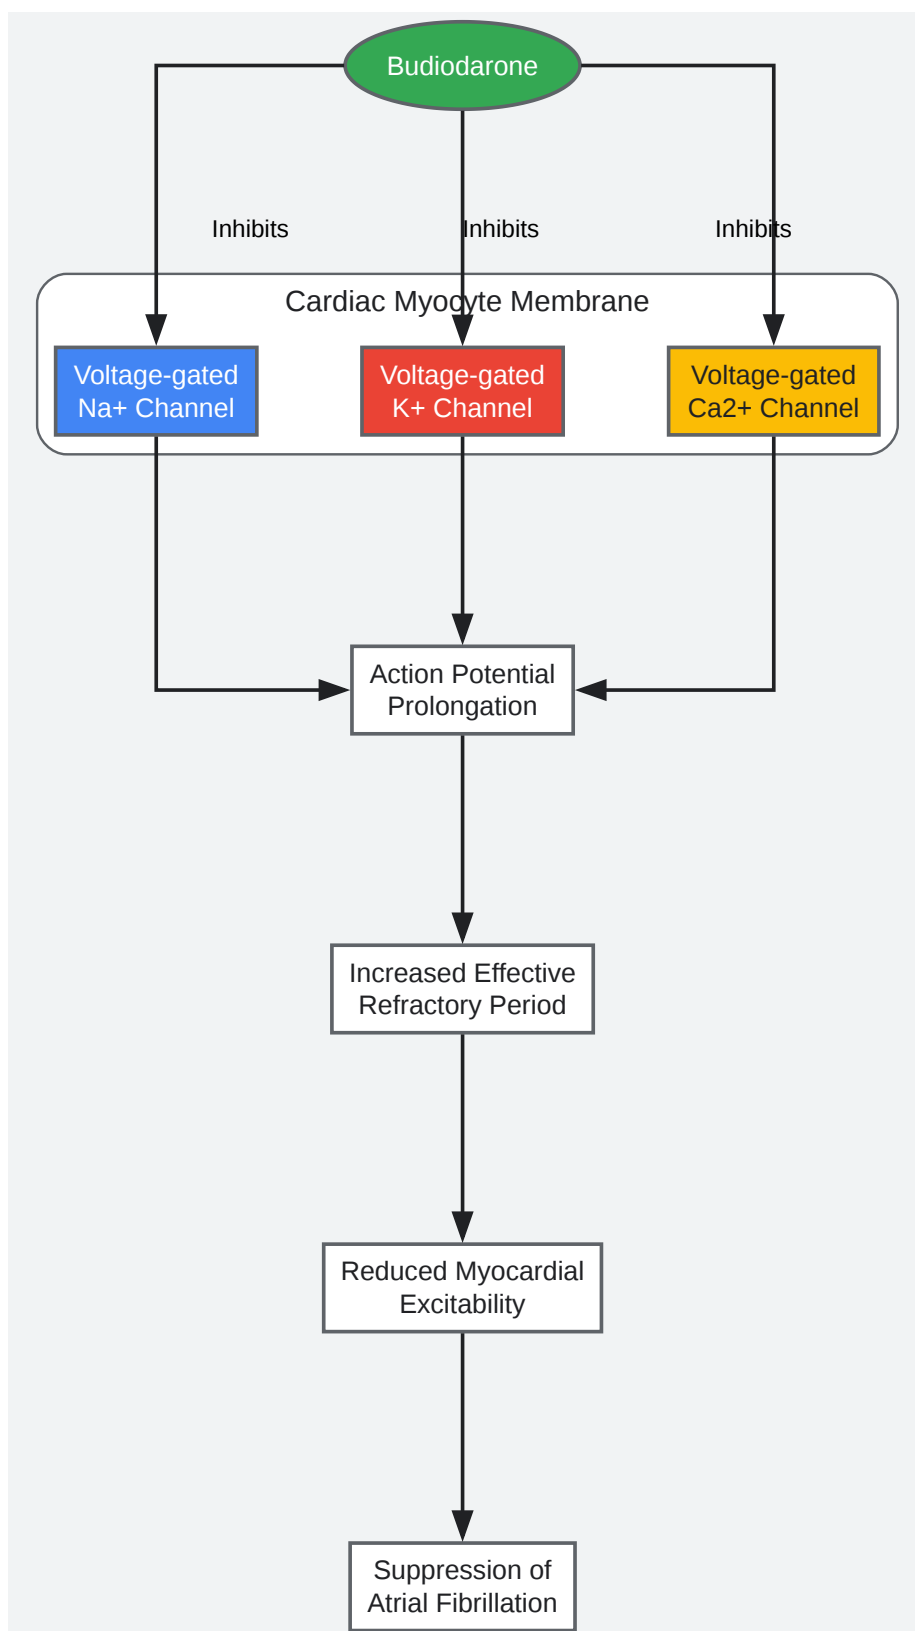 Budiodarone
Inhibits
Inhibits
Inhibits
Cardiac Myocyte Membrane
Voltage-gated
Na+ Channel
Voltage-gated
K+ Channel
Voltage-gated
Ca2+ Channel
Action Potential
Prolongation
Increased Effective
Refractory Period
Reduced Myocardial
Excitability
Suppression of
Atrial Fibrillation